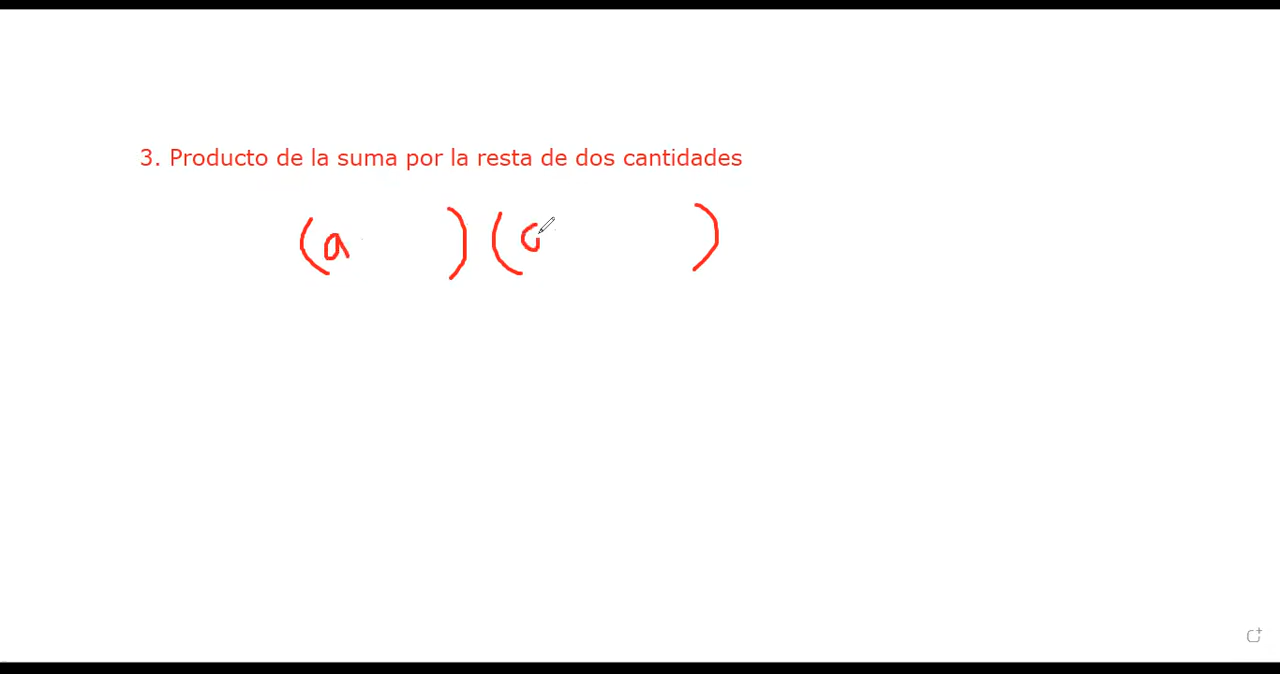 3. Producto de la suma por la resta de dos cantidades
(a ) (a )